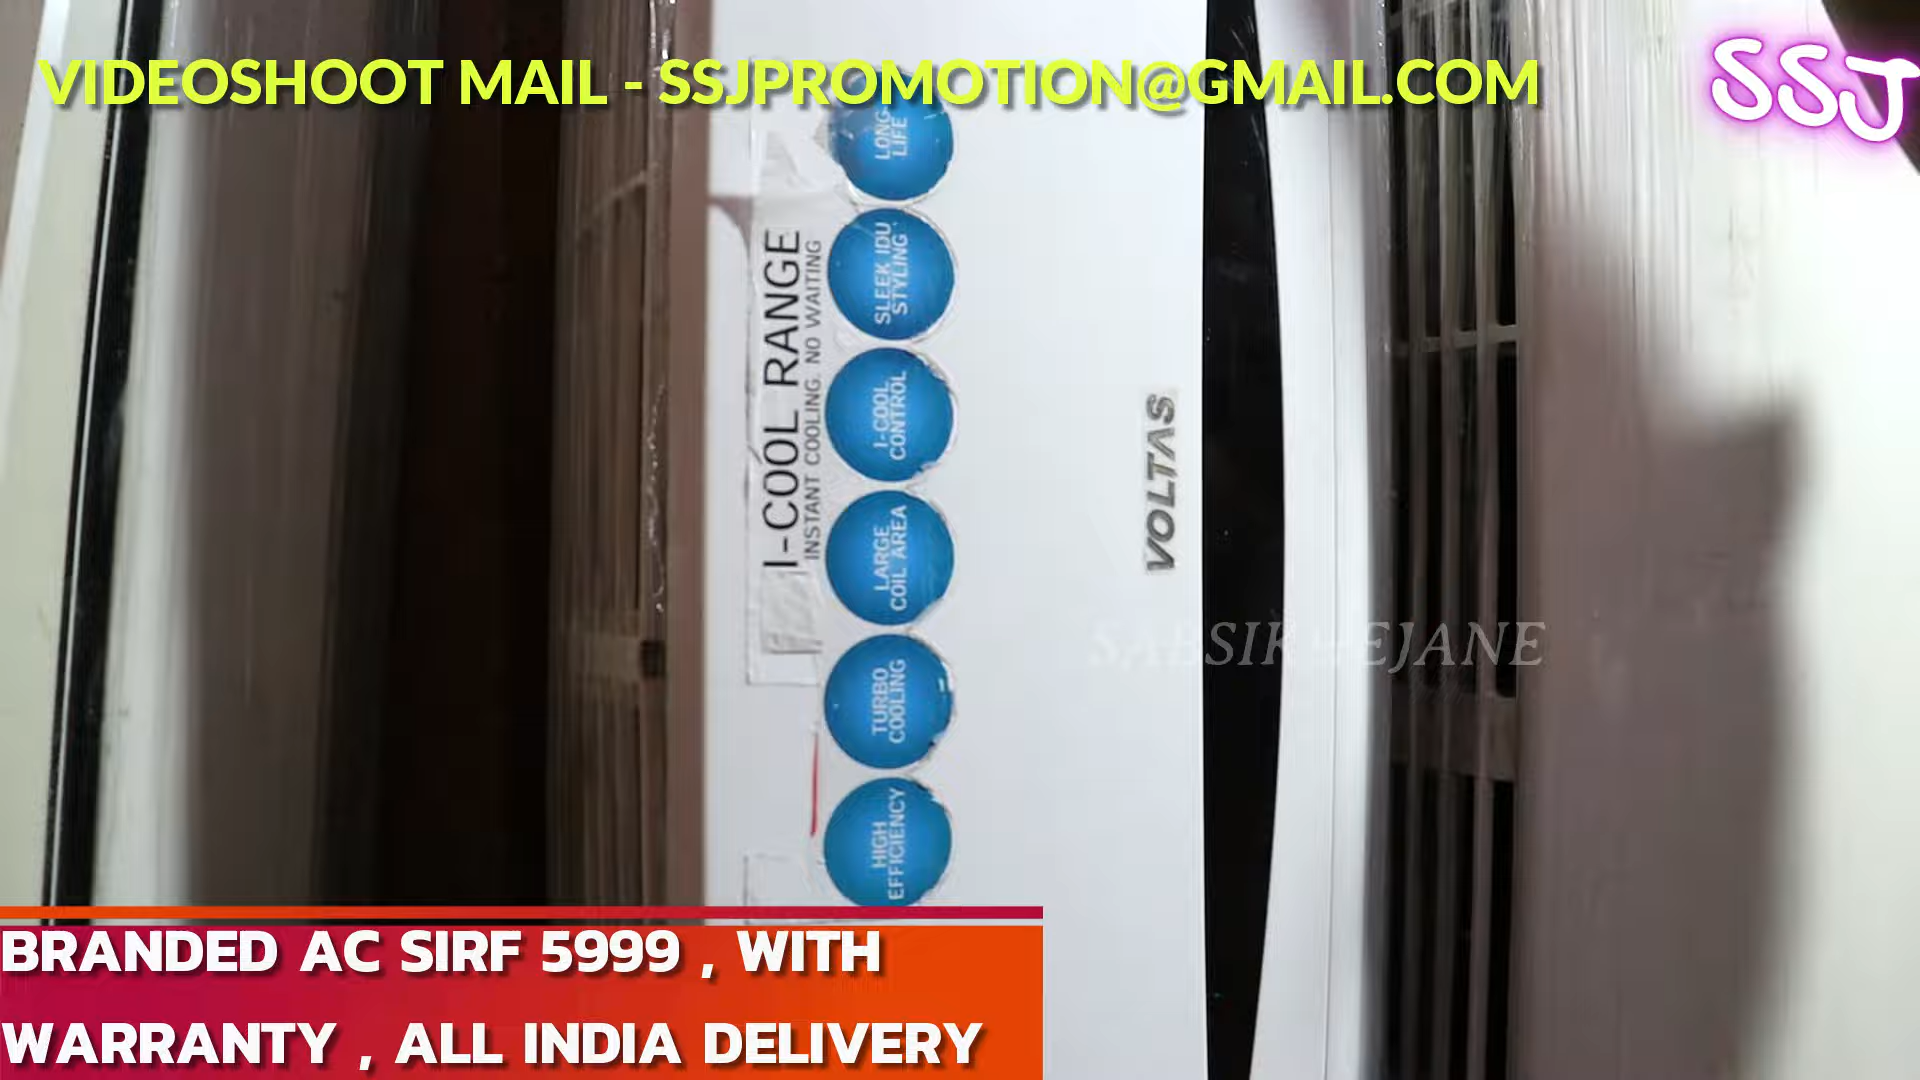 VIDEOSHOOT MAIL - SSJPROMOTION@GMAIL.COM
SSJ
LONG
LIFE
SLEEK IDU
STYLING
I-COOL
CONTROL
LARGE
COIL AREA
TURBO
COOLING
HIGH
EFFICIENCY
I-COOL RANGE
INSTANT COOLING. NO WAITING
VOLTAS
SABSIKHEJANE
BRANDED AC SIRF 5999 , WITH
WARRANTY , ALL INDIA DELIVERY